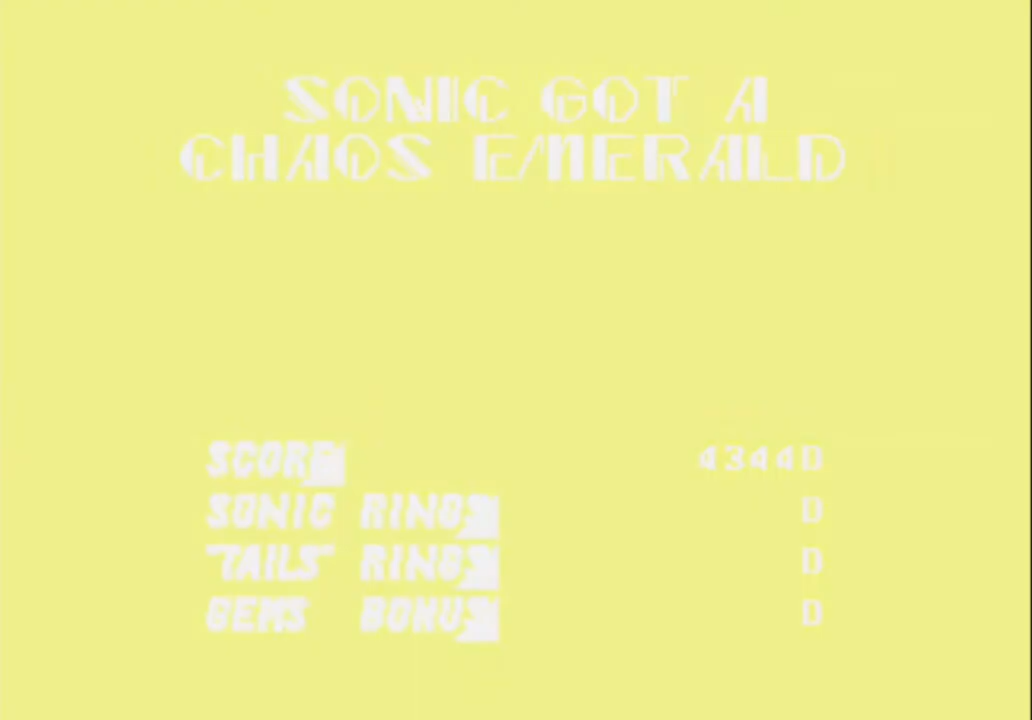 SONIC GOT A
CHAOS EMERALD
SCORE 43440
SONIC RINGS 0
TAILS RINGS 0
GEMS BONUS 0